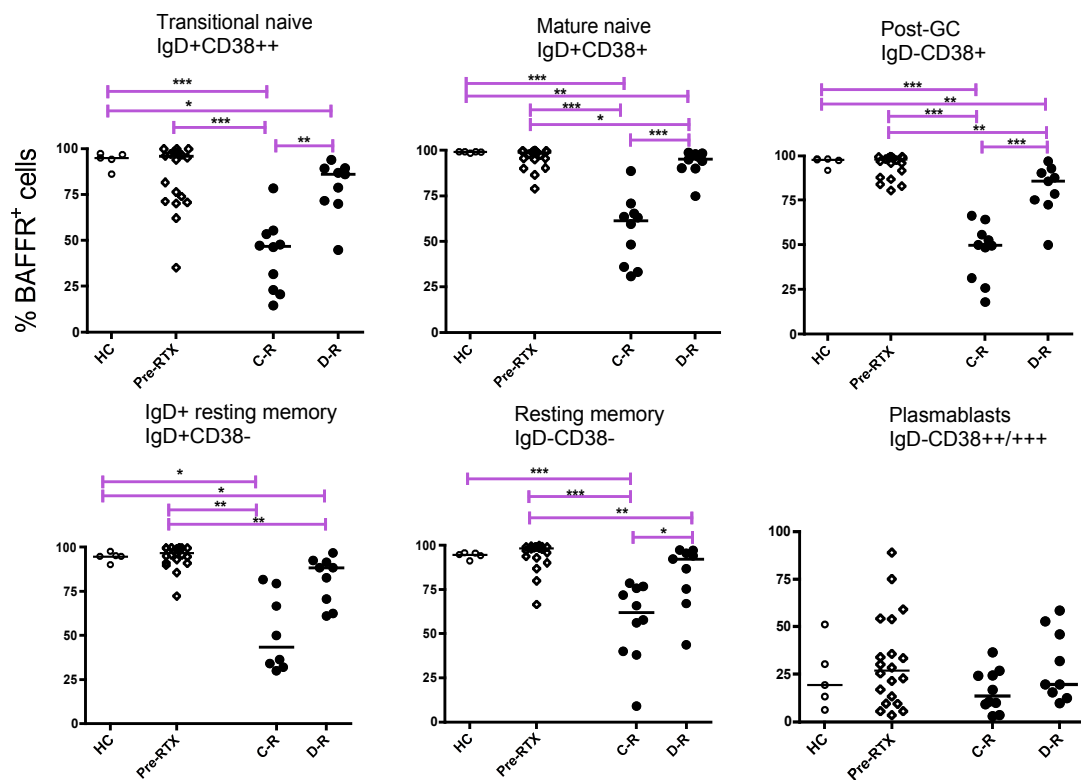 Transitional naive
IgD+CD38++
Mature naive
IgD+CD38+
Post-GC
IgD-CD38+
% BAFFR+ cells
***
*
***
**
100
75
50
25
0
HC
Pre-RTX
C-R
D-R
***
**
***
*
***
100
75
50
25
0
HC
Pre-RTX
C-R
D-R
***
**
***
**
***
100
75
50
25
0
HC
Pre-RTX
C-R
D-R
IgD+ resting memory
IgD+CD38-
Resting memory
IgD-CD38-
Plasmablasts
IgD-CD38++/+++
*
*
**
**
100
75
50
25
0
HC
Pre-RTX
C-R
D-R
***
***
**
*
100
75
50
25
0
HC
Pre-RTX
C-R
D-R
100
75
50
25
0
HC
Pre-RTX
C-R
D-R